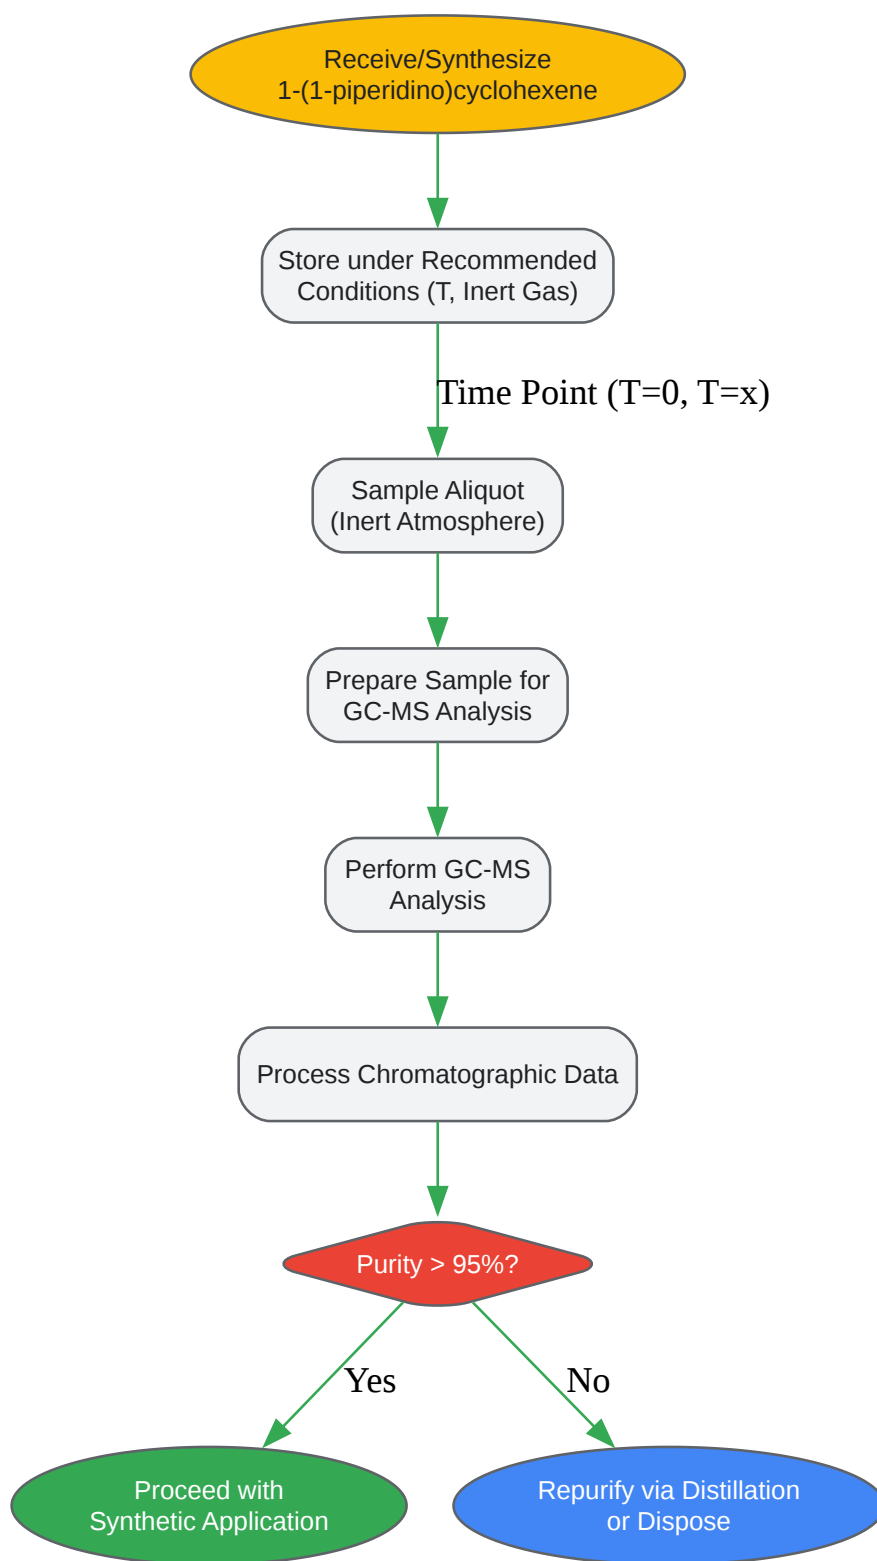 Receive/Synthesize
1-(1-piperidino)cyclohexene
Store under Recommended
Conditions (T, Inert Gas)
Time Point (T=0, T=x)
Sample Aliquot
(Inert Atmosphere)
Prepare Sample for
GC-MS Analysis
Perform GC-MS
Analysis
Process Chromatographic Data
Purity > 95%?
Yes
No
Proceed with
Synthetic Application
Repurify via Distillation
or Dispose